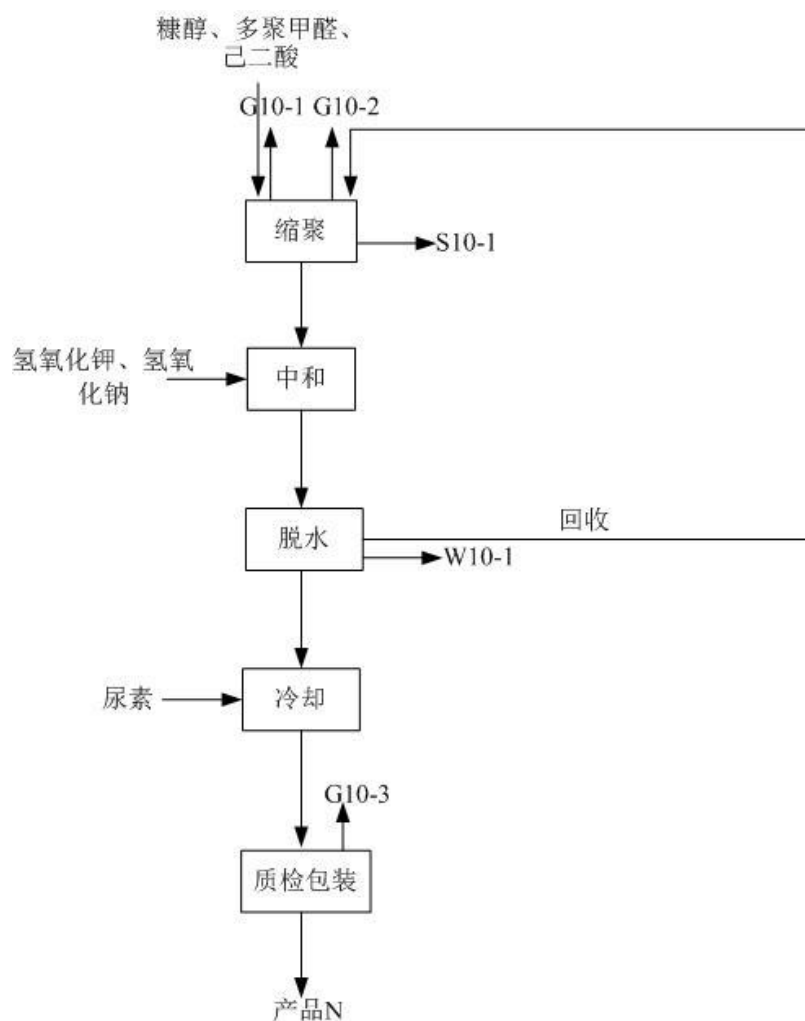 糠醇、多聚甲醛、
己二酸
G10-1 G10-2
缩聚
S10-1
氢氧化钾、氢氧
化钠
中和
回收
脱水
W10-1
尿素
冷却
G10-3
质检包装
产品N